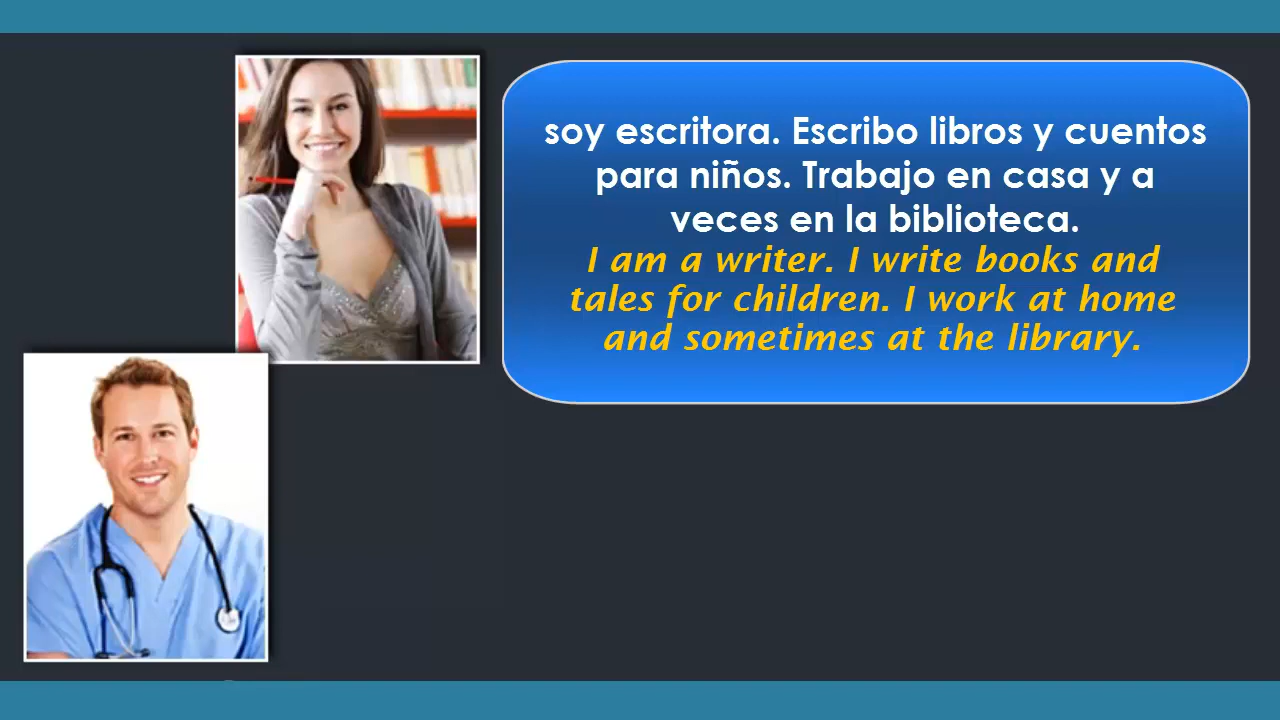 soy escritora. Escribo libros y cuentos
para niños. Trabajo en casa y a
veces en la biblioteca.
I am a writer. I write books and
tales for children. I work at home
and sometimes at the library.